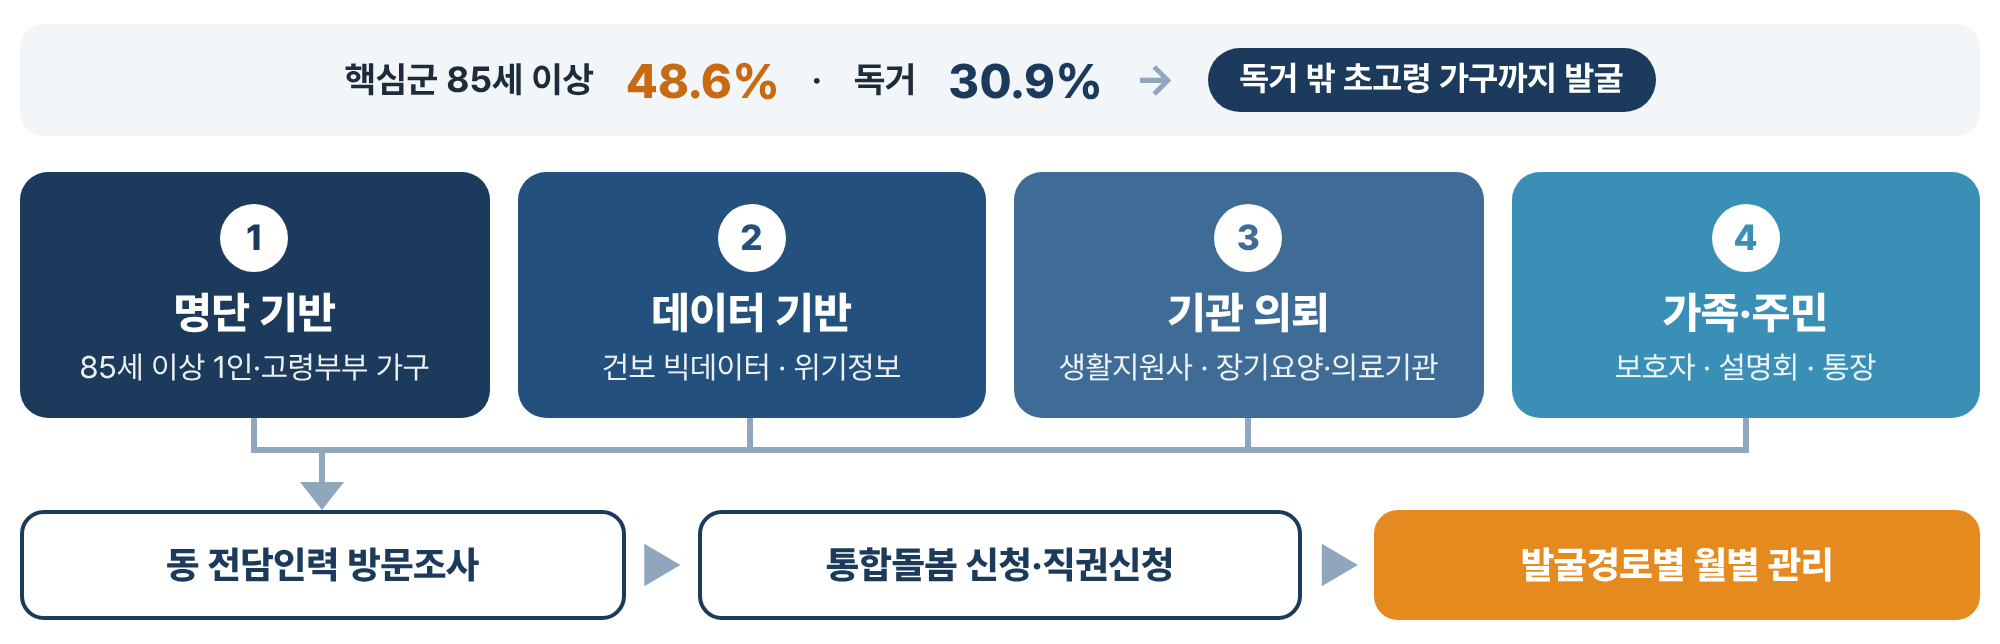 핵심군 85세 이상 48.6% · 독거 30.9% → 독거 밖 초고령 가구까지 발굴
1
명단 기반
85세 이상 1인·고령부부 가구
2
데이터 기반
건보 빅데이터 · 위기정보
3
기관 의뢰
생활지원사 · 장기요양·의료기관
4
가족·주민
보호자 · 설명회 · 통장
동 전담인력 방문조사
통합돌봄 신청·직권신청
발굴경로별 월별 관리